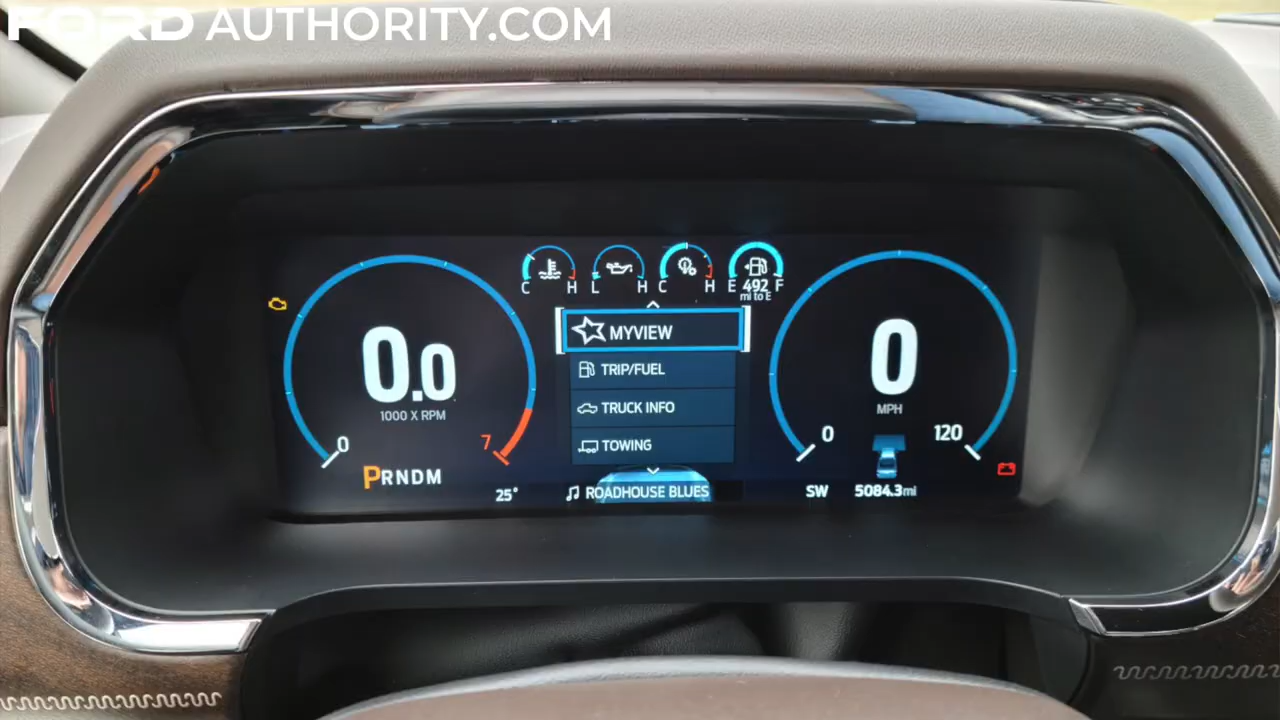 FORD AUTHORITY.COM
C H L H C H E 492 F
mi to E
MYVIEW
TRIP/FUEL
TRUCK INFO
TOWING
0.0
1000 X RPM
0 7
PRNDM
25°
ROADHOUSE BLUES
0
MPH
0 120
SW 5084.3mi